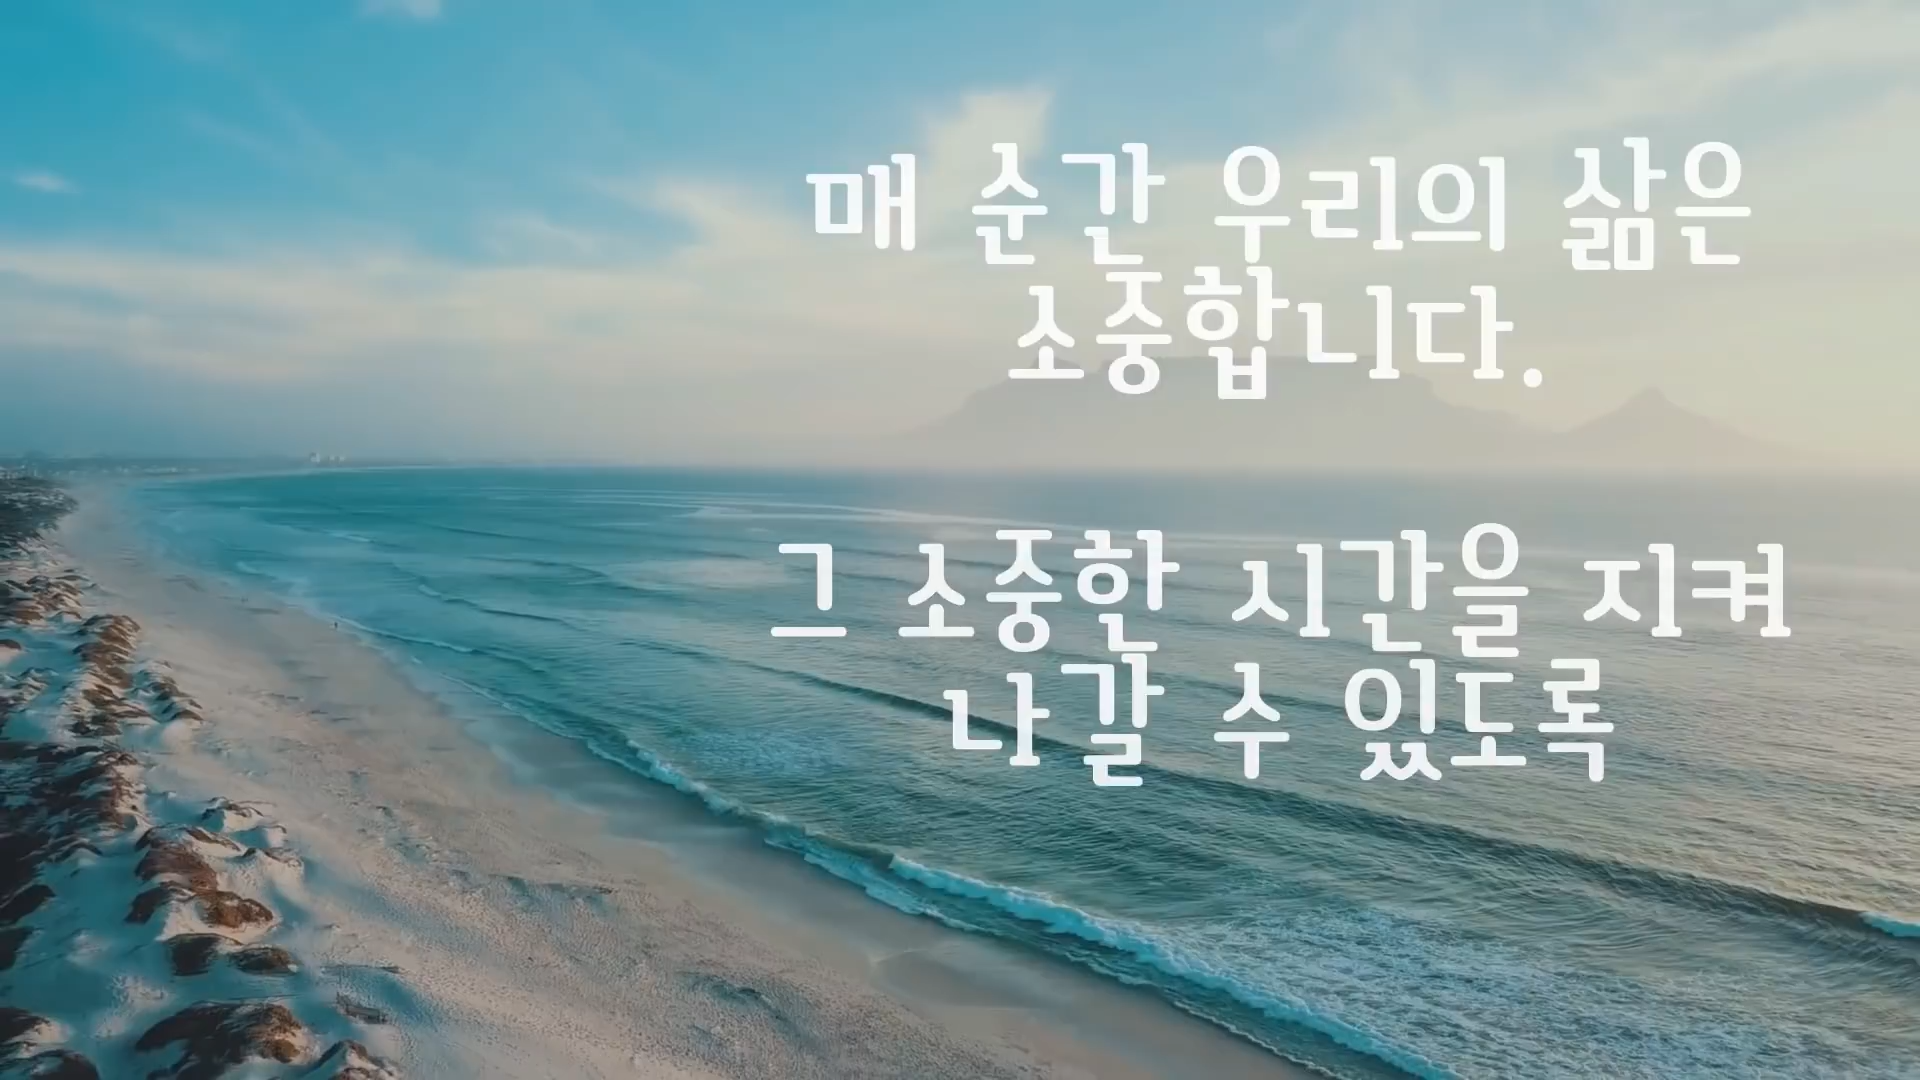 매 순간 우리의 삶은
소중합니다.
그 소중한 시간을 지켜
나갈 수 있도록